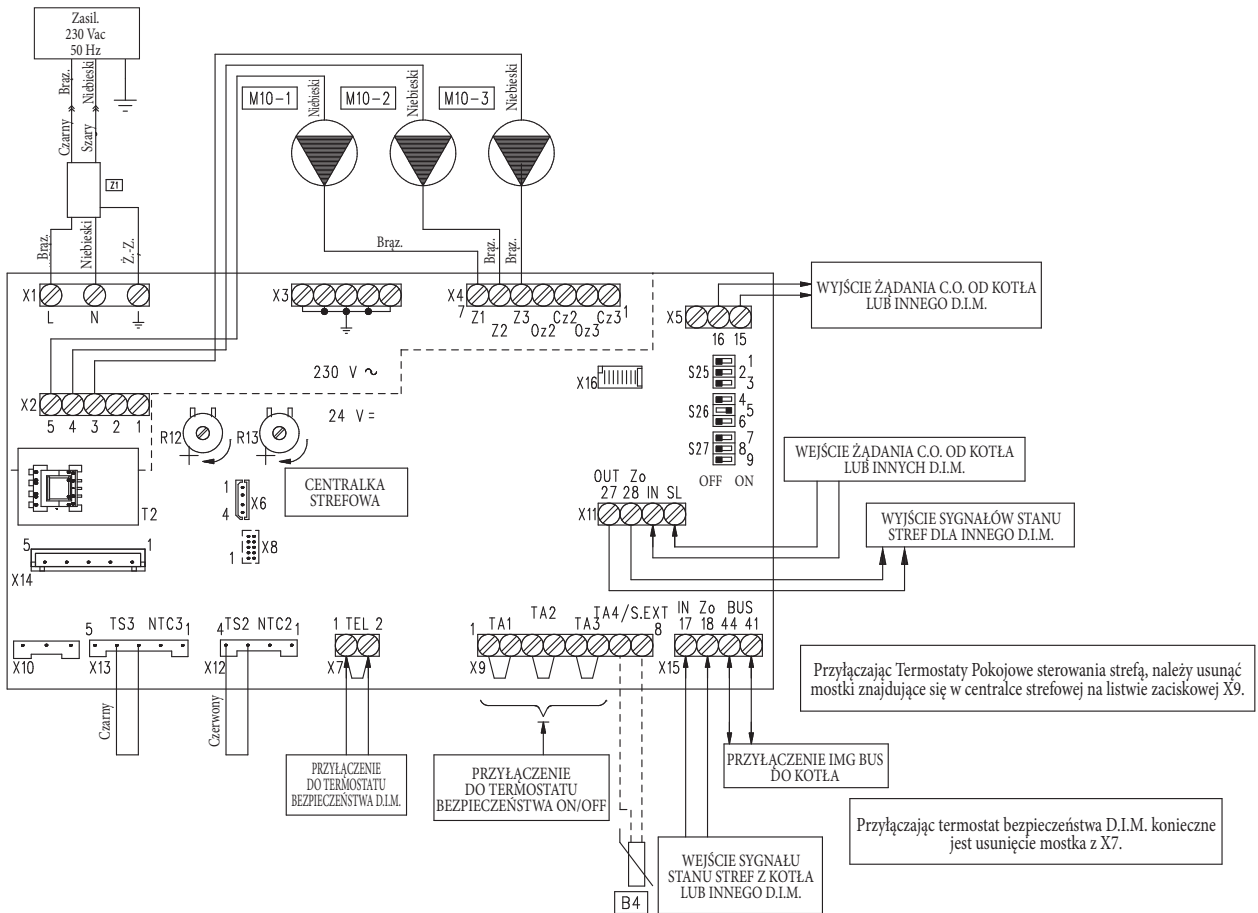 Zasil.
230 Vac
50 Hz
Brąz.
Niebieski
Czarny
Szary
Z1
Brąz.
Niebieski
Ż.-Z.
M10-1
Niebieski
M10-2
Niebieski
M10-3
Niebieski
Brąz.
Brąz.
Brąz.
X1
L
N
X3
X4
7
Z1
Z2
Z3
Oz2
Cz2
Oz3
Cz3
1
X5
16
15
WYJŚCIE ŻĄDANIA C.O. OD KOTŁA
LUB INNEGO D.I.M.
230 V ~
24 V =
X16
S25
1
2
3
S26
4
5
6
S27
7
8
9
OFF ON
X2
5 4 3 2 1
R12
R13
CENTRALKA
STREFOWA
T2
1
4
X6
1
X8
5
1
X14
WEJŚCIE ŻĄDANIA C.O. OD KOTŁA
LUB INNYCH D.I.M.
OUT Zo
27 28 IN SL
X11
WYJŚCIE SYGNAŁÓW STANU
STREF DLA INNEGO D.I.M.
X10
5 TS3 NTC3 1
X13
4 TS2 NTC2 1
X12
1 TEL 2
X7
1 TA1 TA2 TA3 TA4/S.EXT 8
X9
IN Zo BUS
17 18 44 41
X15
Czarny
Czerwony
PRZYŁĄCZENIE
DO TERMOSTATU
BEZPIECZEŃSTWA D.I.M.
PRZYŁĄCZENIE
DO TERMOSTATU
BEZPIECZEŃSTWA ON/OFF
B4
WEJŚCIE SYGNAŁU
STANU STREF Z KOTŁA
LUB INNEGO D.I.M.
PRZYŁĄCZENIE IMG BUS
DO KOTŁA
Przyłączając Termostaty Pokojowe sterowania strefą, należy usunąć
mostki znajdujące się w centralce strefowej na listwie zaciskowej X9.
Przyłączając termostat bezpieczeństwa D.I.M. konieczne
jest usunięcie mostka z X7.